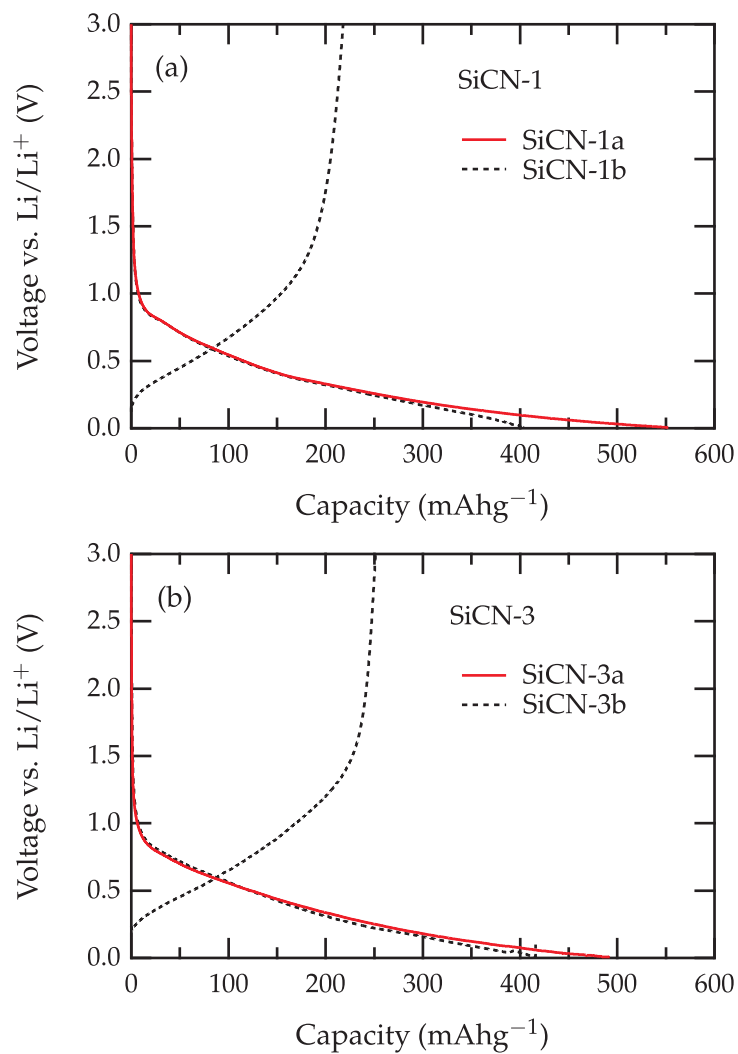 (a)
SiCN-1
SiCN-1a
SiCN-1b
3.0
2.5
2.0
1.5
1.0
0.5
0.0
Voltage vs. Li/Li⁺ (V)
0 100 200 300 400 500 600
Capacity (mAhg⁻¹)
(b)
SiCN-3
SiCN-3a
SiCN-3b
3.0
2.5
2.0
1.5
1.0
0.5
0.0
Voltage vs. Li/Li⁺ (V)
0 100 200 300 400 500 600
Capacity (mAhg⁻¹)